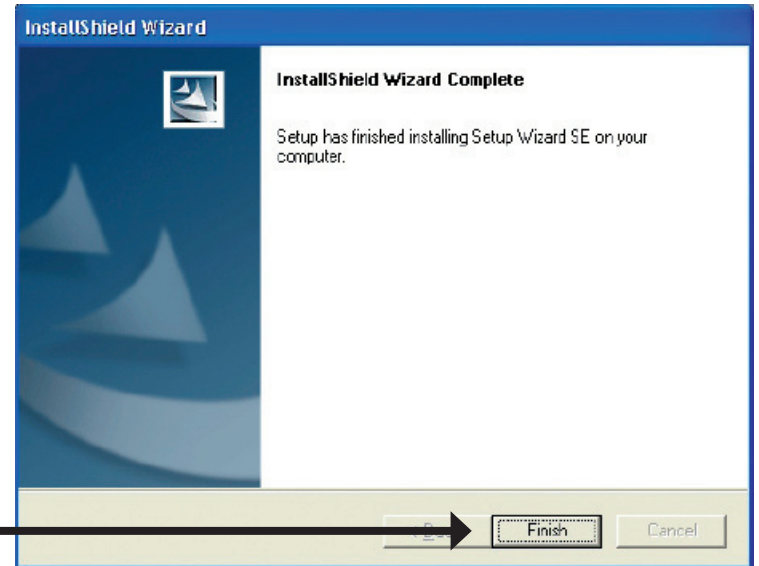 InstallShield Wizard
InstallShield Wizard Complete
Setup has finished installing Setup Wizard SE on your
computer.
Finish
Cancel